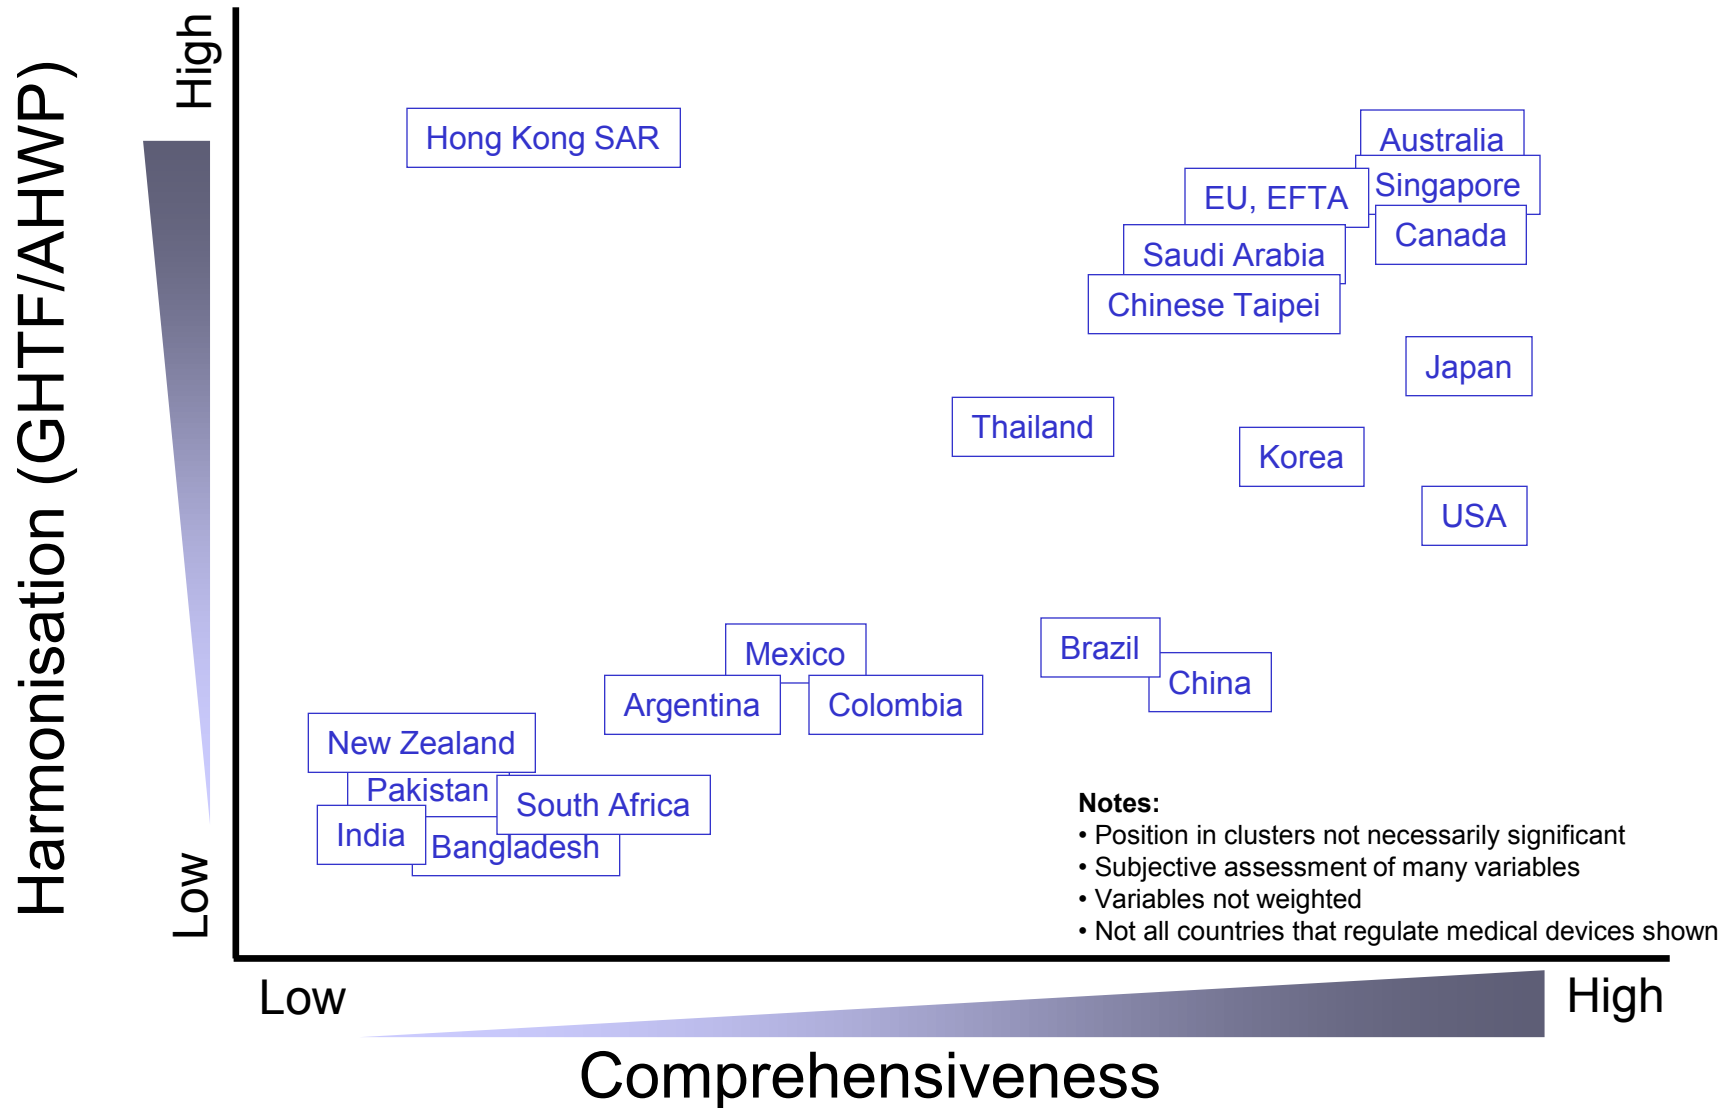 Harmonisation (GHTF/AHWP)
High
Low
Hong Kong SAR
Australia
Singapore
EU, EFTA
Canada
Saudi Arabia
Chinese Taipei
Japan
Thailand
Korea
USA
Mexico
Brazil
China
Argentina
Colombia
New Zealand
Pakistan
South Africa
India
Bangladesh
Notes:
• Position in clusters not necessarily significant
• Subjective assessment of many variables
• Variables not weighted
• Not all countries that regulate medical devices shown
Low
High
Comprehensiveness